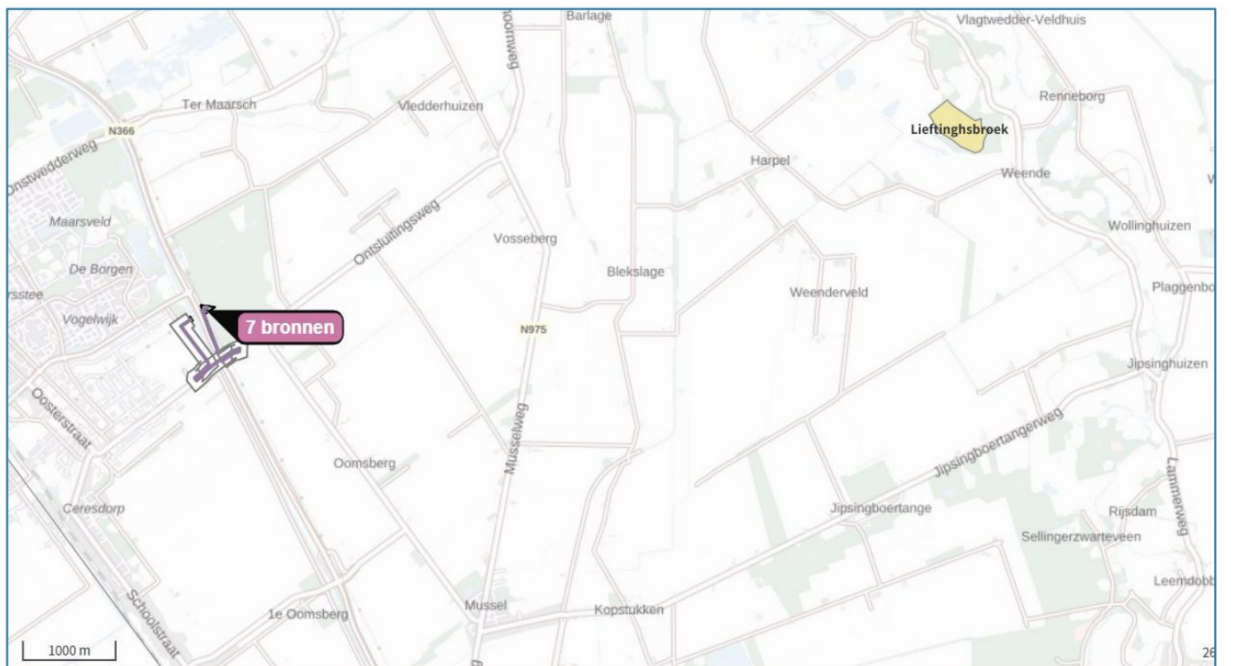 Barlage
Vlagtwedder-Veldhuis
Ter Maarsch
Vledderhuizen
Renneborg
N366
Lieftinghsbroek
Onstwedderweg
Harpel
Weende
Maarsveld
Ontsluitingsweg
Wollinghuizen
Vosseberg
De Borgen
Blekslage
Plaggenbo
rsstee
Weenderveld
Vogelwijk
7 bronnen
N975
Jipsinghuizen
Oosterstraat
Musselweg
Jipsingboertangerweg
Oomsberg
Lammerweg
Ceresdorp
Jipsingboertange
Rijsdam
Sellingerzwarteveen
Leemdobb
Schoolstraat
1e Oomsberg
Mussel
Kopstukken
1000 m
26